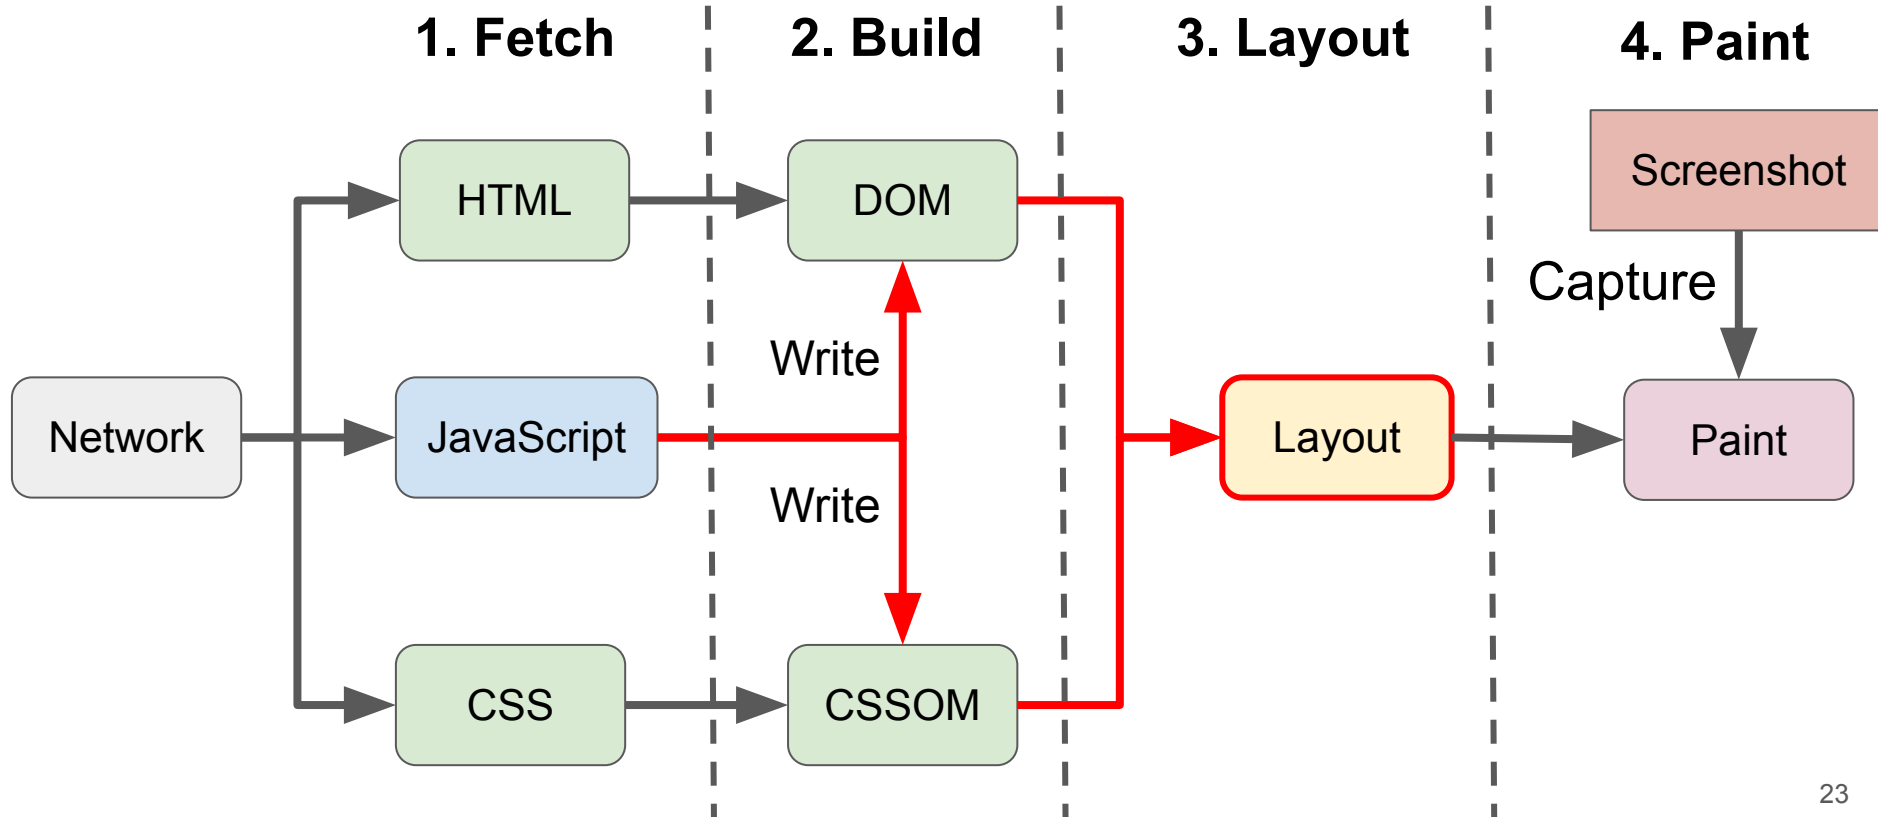 1. Fetch
2. Build
3. Layout
4. Paint
Screenshot
HTML
DOM
Capture
Write
Network
JavaScript
Layout
Paint
Write
CSS
CSSOM
23